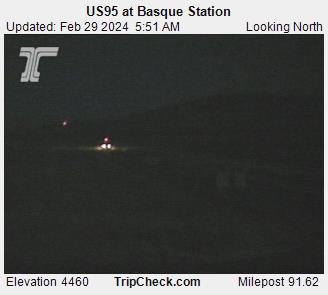 US95 at Basque Station
Updated: Feb 29 2024 5:51 AM Looking North
Elevation 4460 TripCheck.com Milepost 91.62